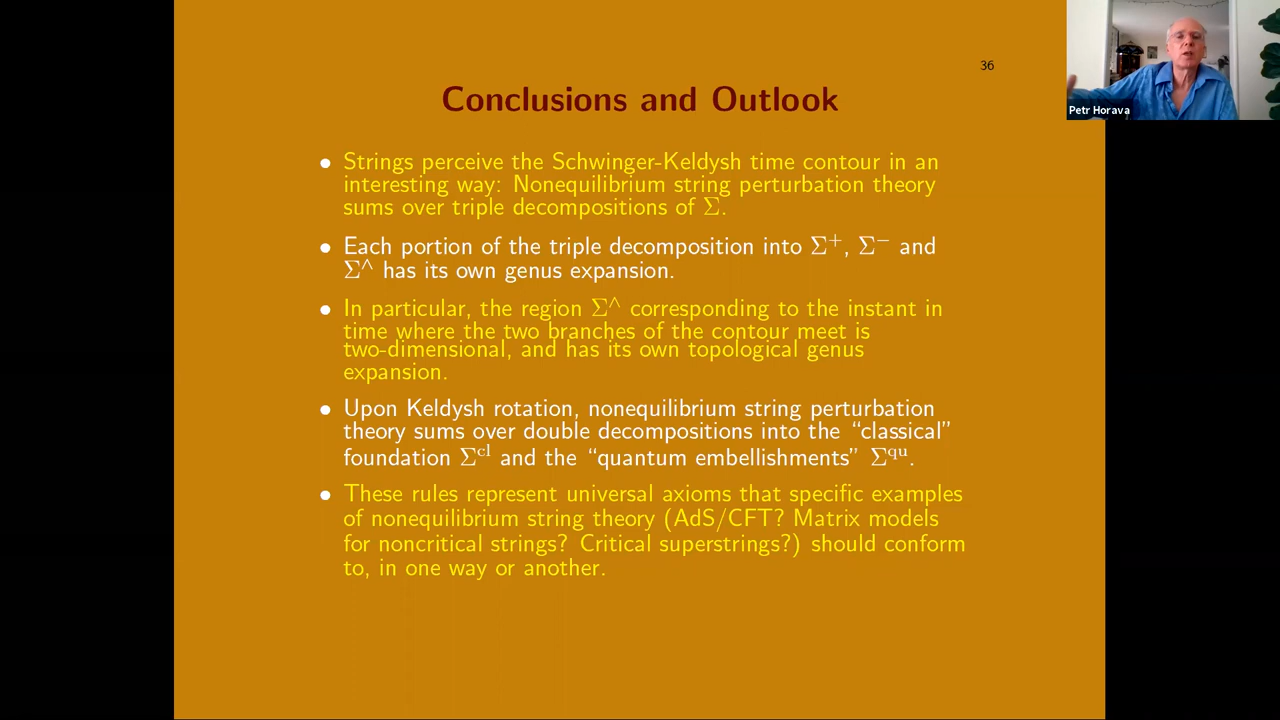 36
Petr Horava
Conclusions and Outlook
• Strings perceive the Schwinger-Keldysh time contour in an
interesting way: Nonequilibrium string perturbation theory
sums over triple decompositions of Σ.
• Each portion of the triple decomposition into Σ⁺, Σ⁻ and
Σ^∧ has its own genus expansion.
• In particular, the region Σ^∧ corresponding to the instant in
time where the two branches of the contour meet is
two-dimensional, and has its own topological genus
expansion.
• Upon Keldysh rotation, nonequilibrium string perturbation
theory sums over double decompositions into the “classical”
foundation Σ^cl and the “quantum embellishments” Σ^qu.
• These rules represent universal axioms that specific examples
of nonequilibrium string theory (AdS/CFT? Matrix models
for noncritical strings? Critical superstrings?) should conform
to, in one way or another.